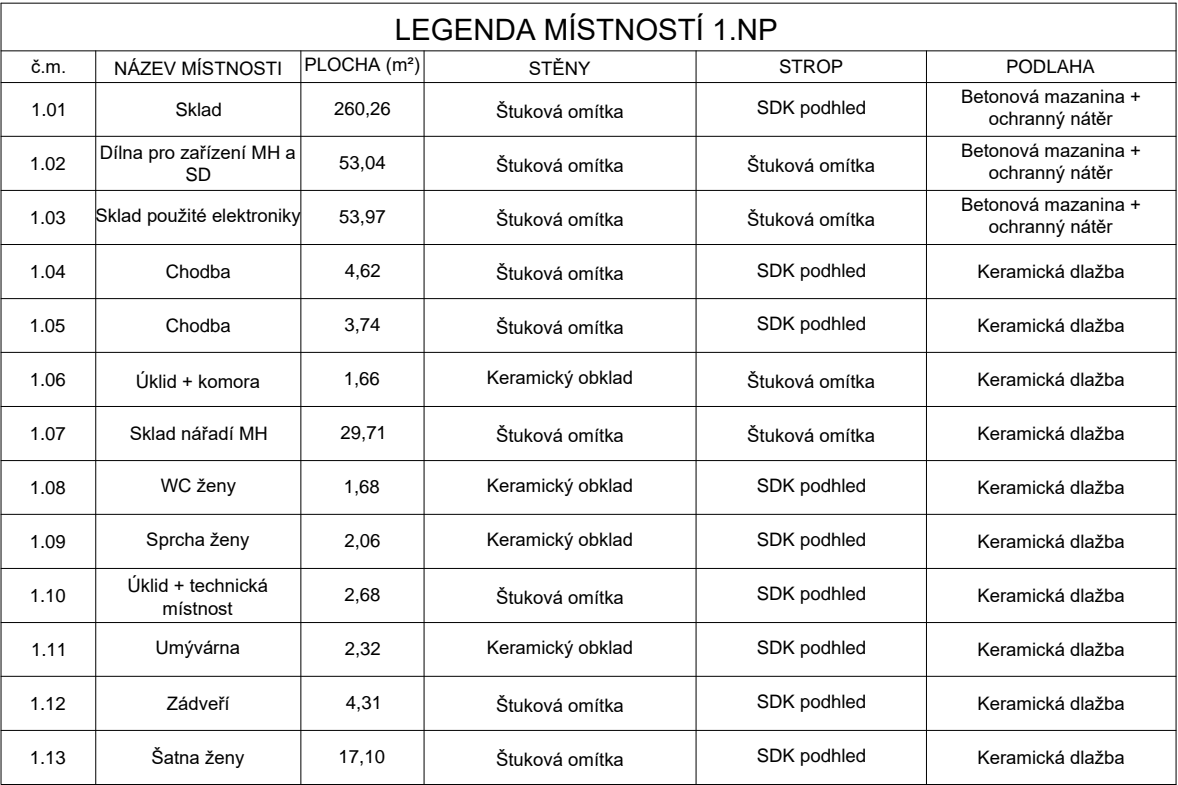 LEGENDA MÍSTNOSTÍ 1.NP
č.m. NÁZEV MÍSTNOSTI PLOCHA (m²) STĚNY STROP PODLAHA
1.01 Sklad 260,26 Štuková omítka SDK podhled Betonová mazanina +
ochranný nátěr
1.02 Dílna pro zařízení MH a
SD 53,04 Štuková omítka Štuková omítka Betonová mazanina +
ochranný nátěr
1.03 Sklad použité elektroniky 53,97 Štuková omítka Štuková omítka Betonová mazanina +
ochranný nátěr
1.04 Chodba 4,62 Štuková omítka SDK podhled Keramická dlažba
1.05 Chodba 3,74 Štuková omítka SDK podhled Keramická dlažba
1.06 Úklid + komora 1,66 Keramický obklad Štuková omítka Keramická dlažba
1.07 Sklad nářadí MH 29,71 Štuková omítka Štuková omítka Keramická dlažba
1.08 WC ženy 1,68 Keramický obklad SDK podhled Keramická dlažba
1.09 Sprcha ženy 2,06 Keramický obklad SDK podhled Keramická dlažba
1.10 Úklid + technická
místnost 2,68 Štuková omítka SDK podhled Keramická dlažba
1.11 Umývárna 2,32 Keramický obklad SDK podhled Keramická dlažba
1.12 Zádveří 4,31 Štuková omítka SDK podhled Keramická dlažba
1.13 Šatna ženy 17,10 Štuková omítka SDK podhled Keramická dlažba